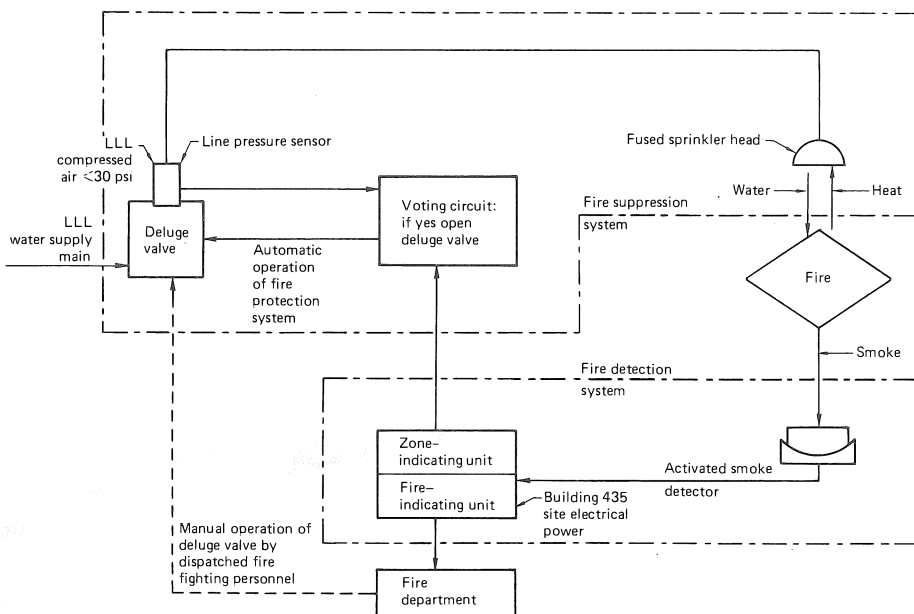 LLL
compressed
air <30 psi
Line pressure sensor
Fused sprinkler head
Water
Heat
LLL
water supply
main
Deluge
valve
Voting circuit:
if yes open
deluge valve
Fire suppression
system
Automatic
operation
of fire
protection
system
Fire
Smoke
Fire detection
system
Zone-
indicating unit
Fire-
indicating unit
Activated smoke
detector
Building 435
site electrical
power
Manual operation of
deluge valve by
dispatched fire
fighting personnel
Fire
department